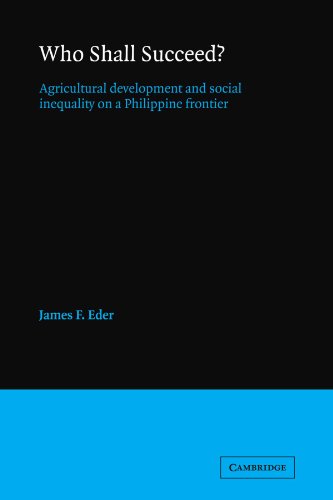 Who Shall Succeed?
Agricultural development and social
inequality on a Philippine frontier
James F. Eder
CAMBRIDGE